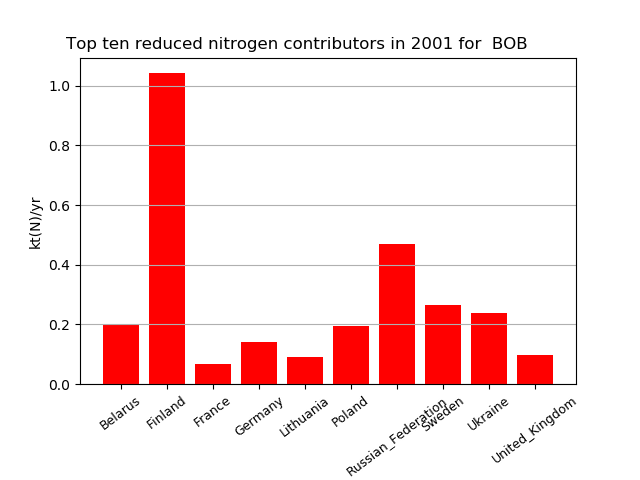 Top ten reduced nitrogen contributors in 2001 for  BOB
kt(N)/yr
1.0
0.8
0.6
0.4
0.2
0.0
Belarus
Finland
France
Germany
Lithuania
Poland
Russian_Federation
Sweden
Ukraine
United_Kingdom